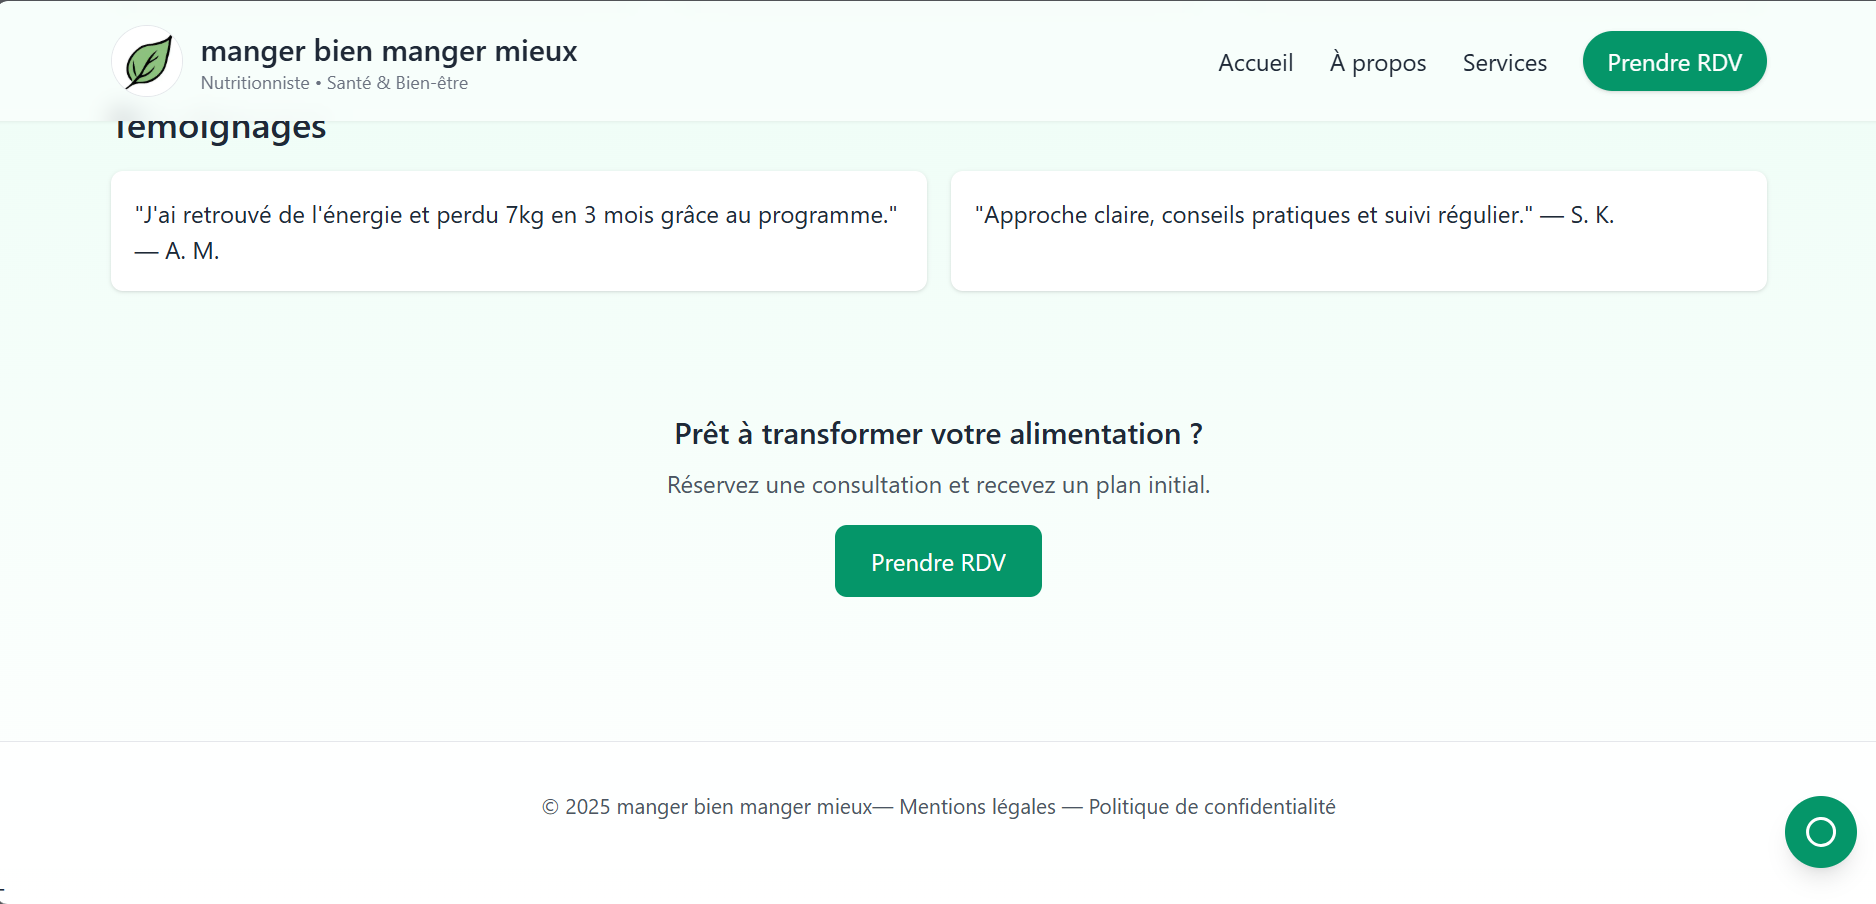 manger bien manger mieux
Nutritionniste • Santé & Bien-être
Accueil
À propos
Services
Prendre RDV
Témoignages
"J'ai retrouvé de l'énergie et perdu 7kg en 3 mois grâce au programme."
— A. M.
"Approche claire, conseils pratiques et suivi régulier." — S. K.
Prêt à transformer votre alimentation ?
Réservez une consultation et recevez un plan initial.
Prendre RDV
© 2025 manger bien manger mieux— Mentions légales — Politique de confidentialité